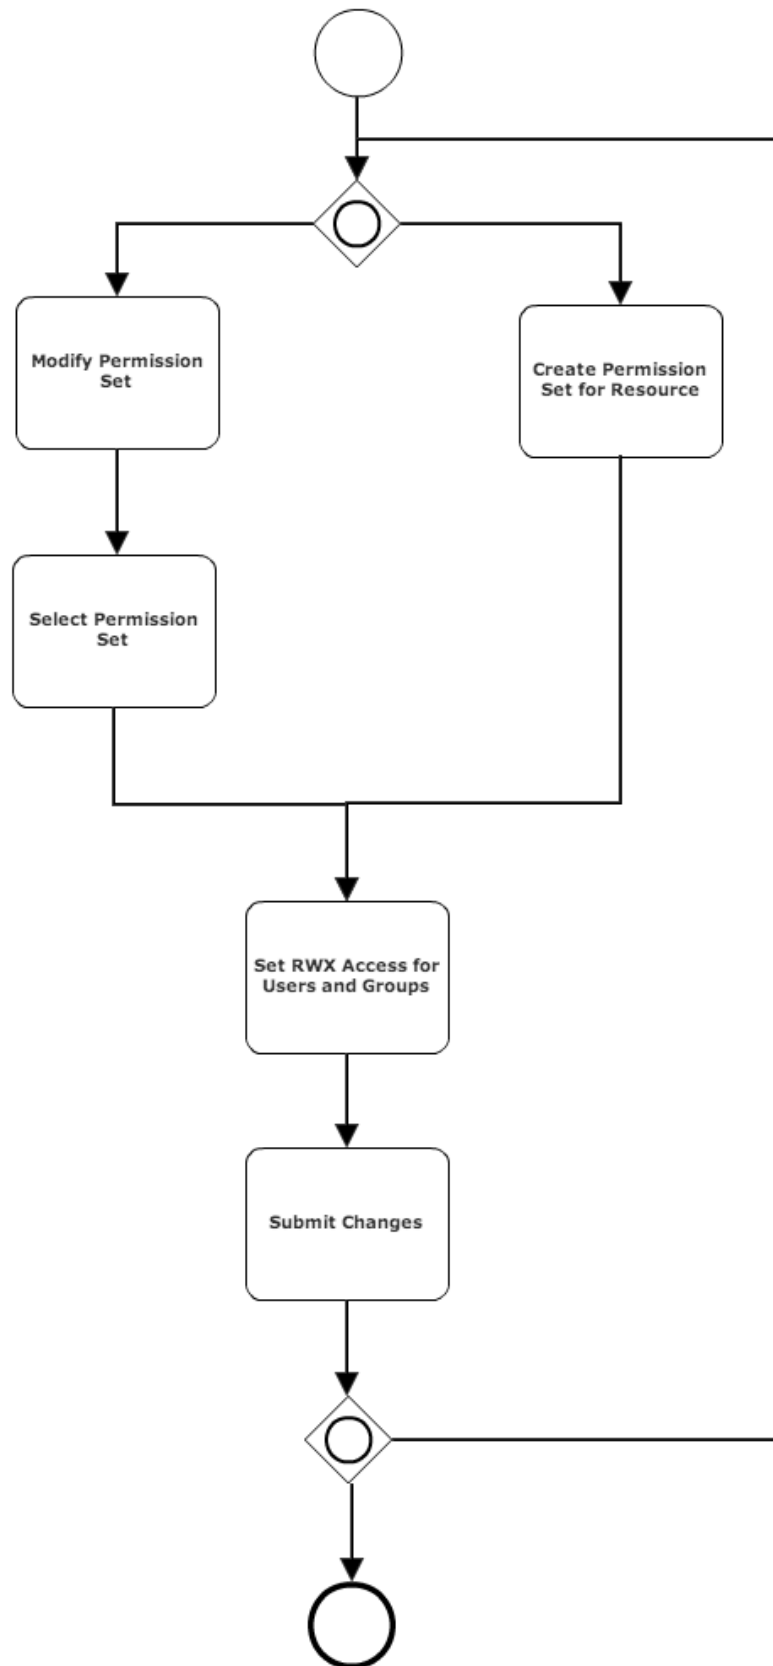 Modify Permission
Set
Create Permission
Set for Resource
Select Permission
Set
Set RWX Access for
Users and Groups
Submit Changes